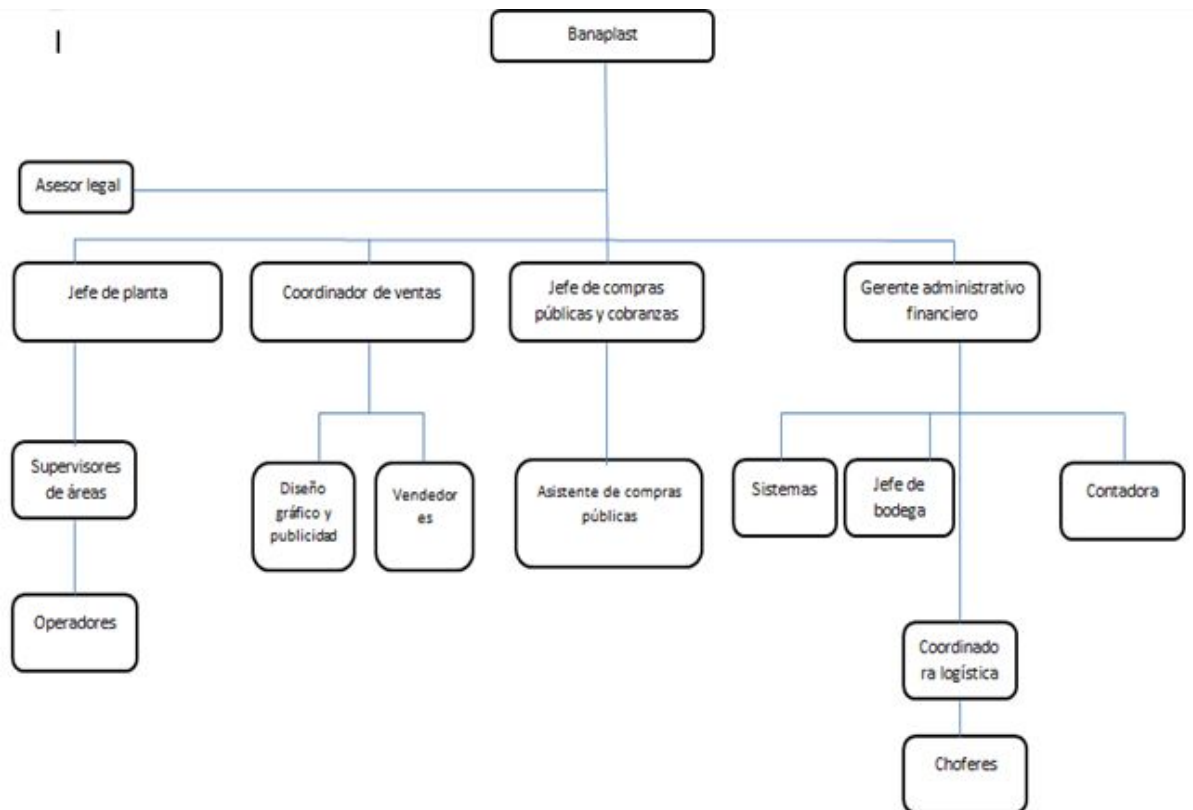 I
Banaplast
Asesor legal
Jefe de planta
Coordinador de ventas
Jefe de compras
públicas y cobranzas
Gerente administrativo
financiero
Supervisores
de áreas
Diseño
gráfico y
publicidad
Vendedor
es
Asistente de compras
públicas
Sistemas
Jefe de
bodega
Contadora
Operadores
Coordinado
ra logística
Choferes